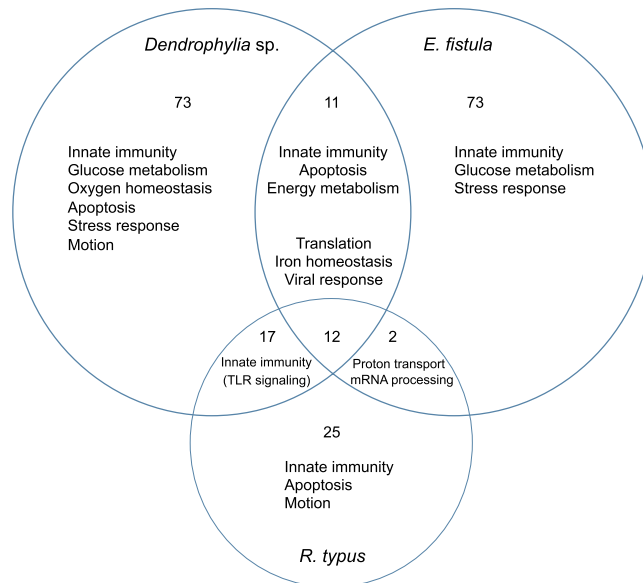 Dendrophylia sp.
E. fistula
73
11
73
Innate immunity
Glucose metabolism
Oxygen homeostasis
Apoptosis
Stress response
Motion
Innate immunity
Apoptosis
Energy metabolism
Translation
Iron homeostasis
Viral response
Innate immunity
Glucose metabolism
Stress response
17
12
2
Innate immunity
(TLR signaling)
Proton transport
mRNA processing
25
Innate immunity
Apoptosis
Motion
R. typus